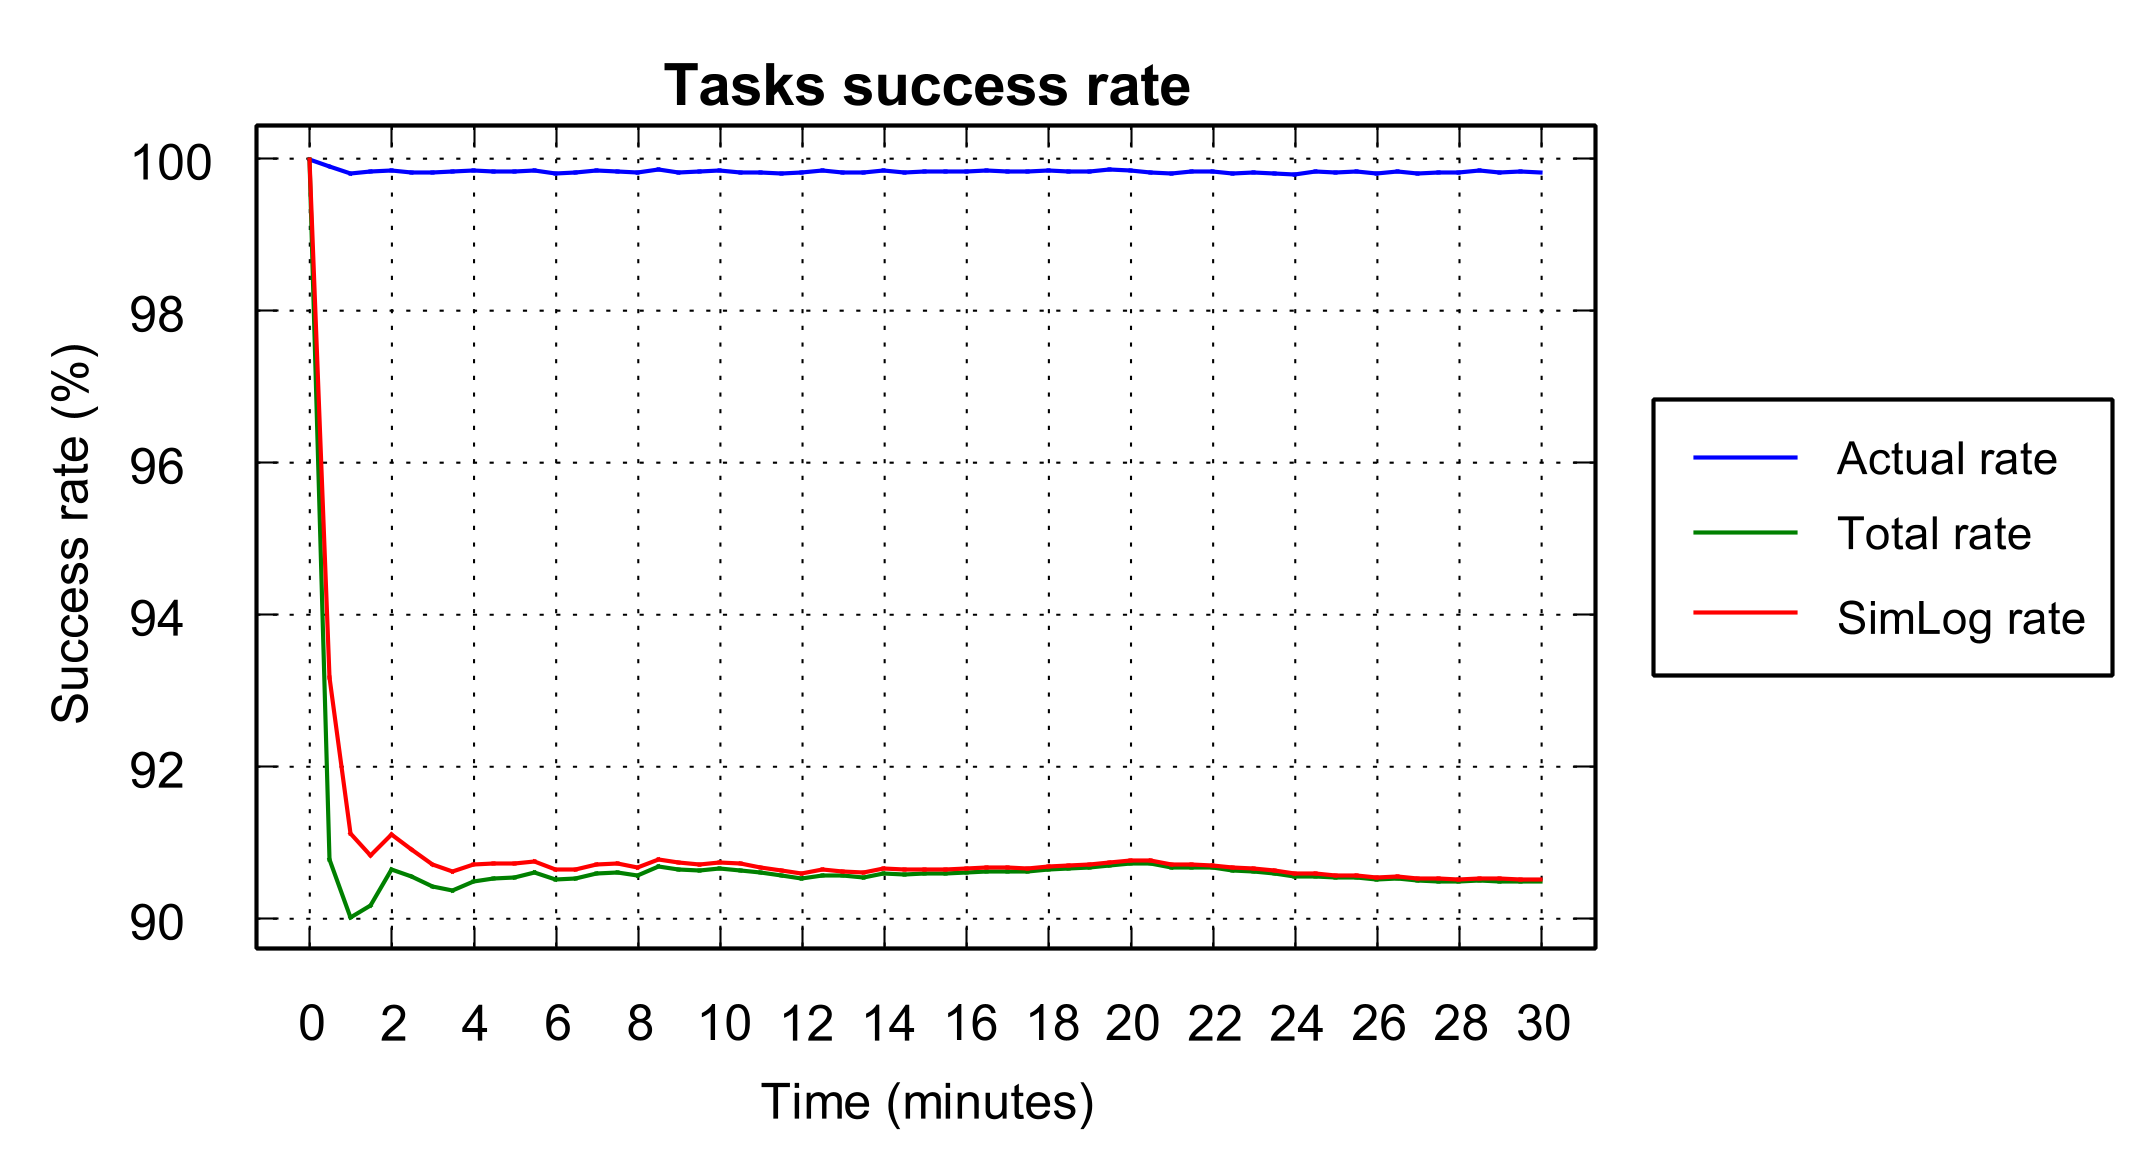 Tasks success rate
Success rate (%)
100
98
96
94
92
90
0 2 4 6 8 10 12 14 16 18 20 22 24 26 28 30
Time (minutes)
Actual rate
Total rate
SimLog rate